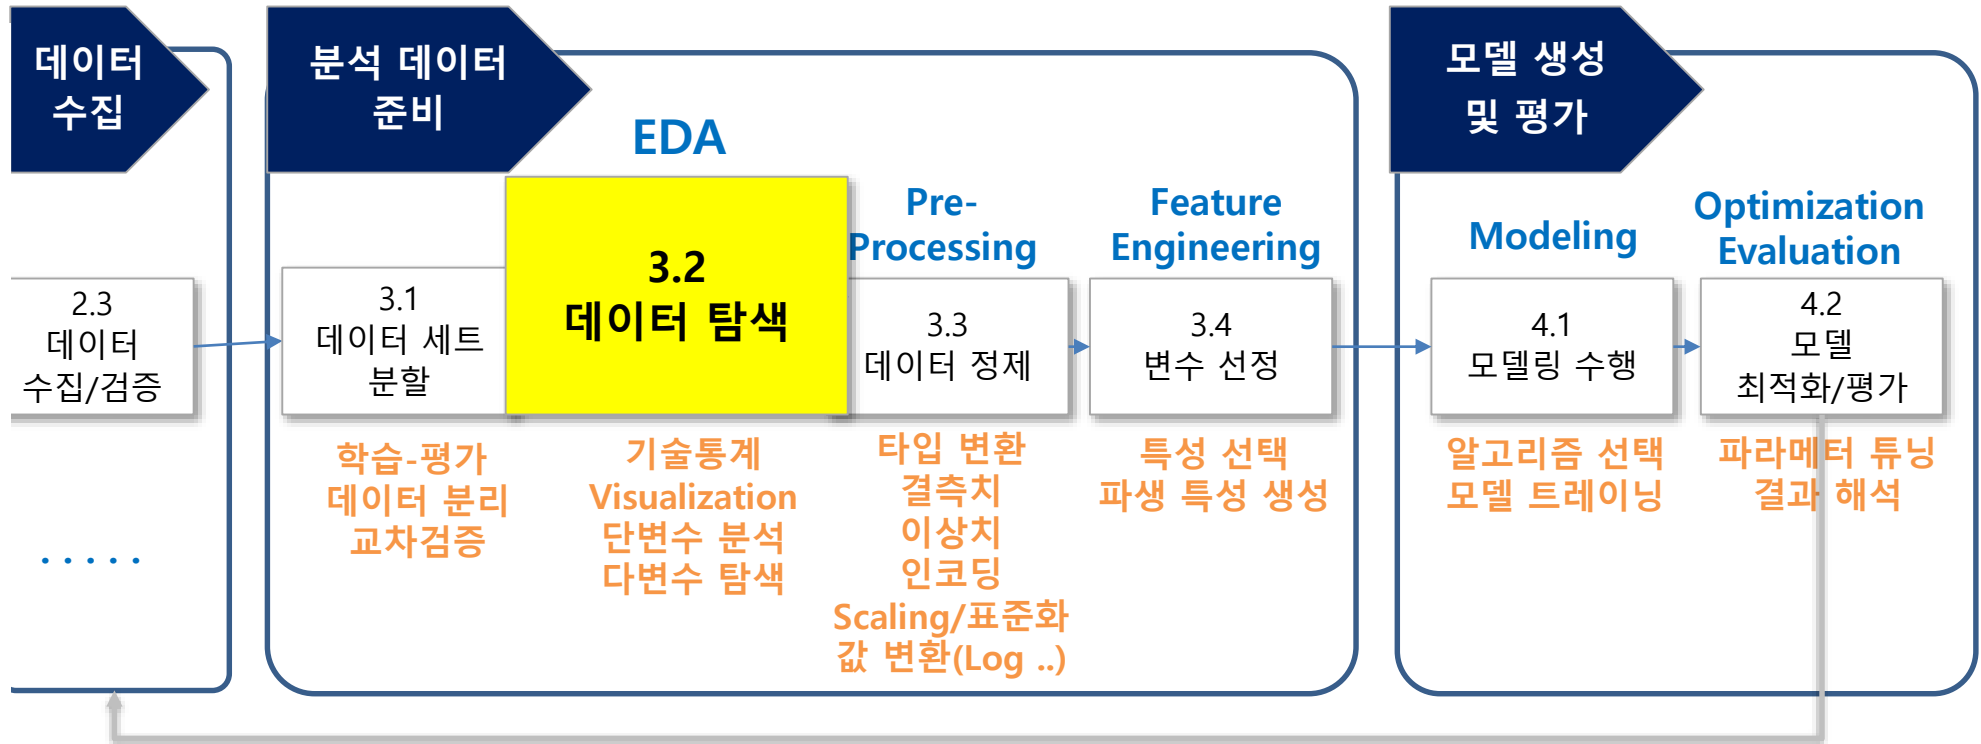 데이터
수집
분석 데이터
준비
모델 생성
및 평가
EDA
Pre-
Processing
Feature
Engineering
Modeling
Optimization
Evaluation
2.3
데이터
수집/검증
3.1
데이터 세트
분할
3.2
데이터 탐색
3.3
데이터 정제
3.4
변수 선정
4.1
모델링 수행
4.2
모델
최적화/평가
.....
학습-평가
데이터 분리
교차검증
기술통계
Visualization
단변수 분석
다변수 탐색
타입 변환
결측치
이상치
인코딩
Scaling/표준화
값 변환(Log ..)
특성 선택
파생 특성 생성
알고리즘 선택
모델 트레이닝
파라메터 튜닝
결과 해석